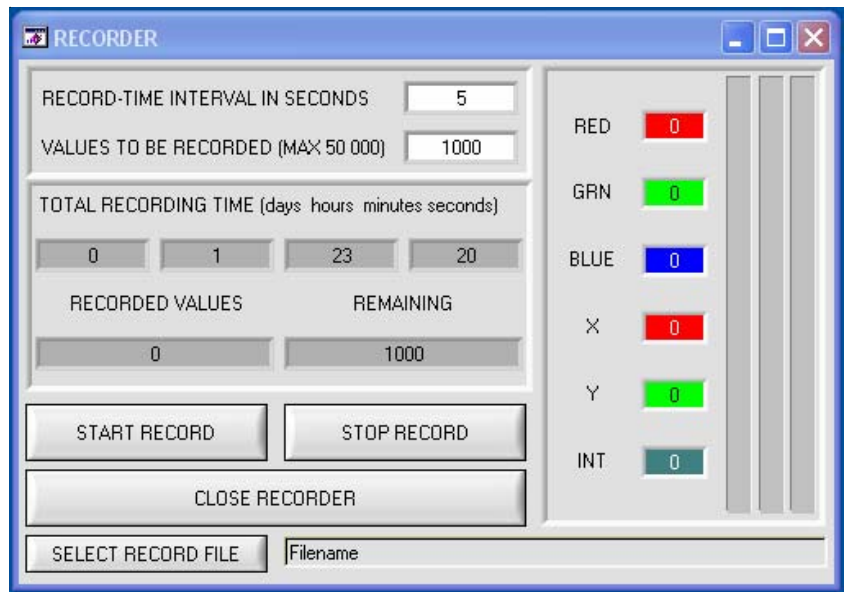 RECORDER
RECORD-TIME INTERVAL IN SECONDS 5
VALUES TO BE RECORDED (MAX 50 000) 1000
TOTAL RECORDING TIME (days hours minutes seconds)
0 1 23 20
RECORDED VALUES REMAINING
0 1000
START RECORD STOP RECORD
CLOSE RECORDER
SELECT RECORD FILE Filename
RED 0
GRN 0
BLUE 0
X 0
Y 0
INT 0